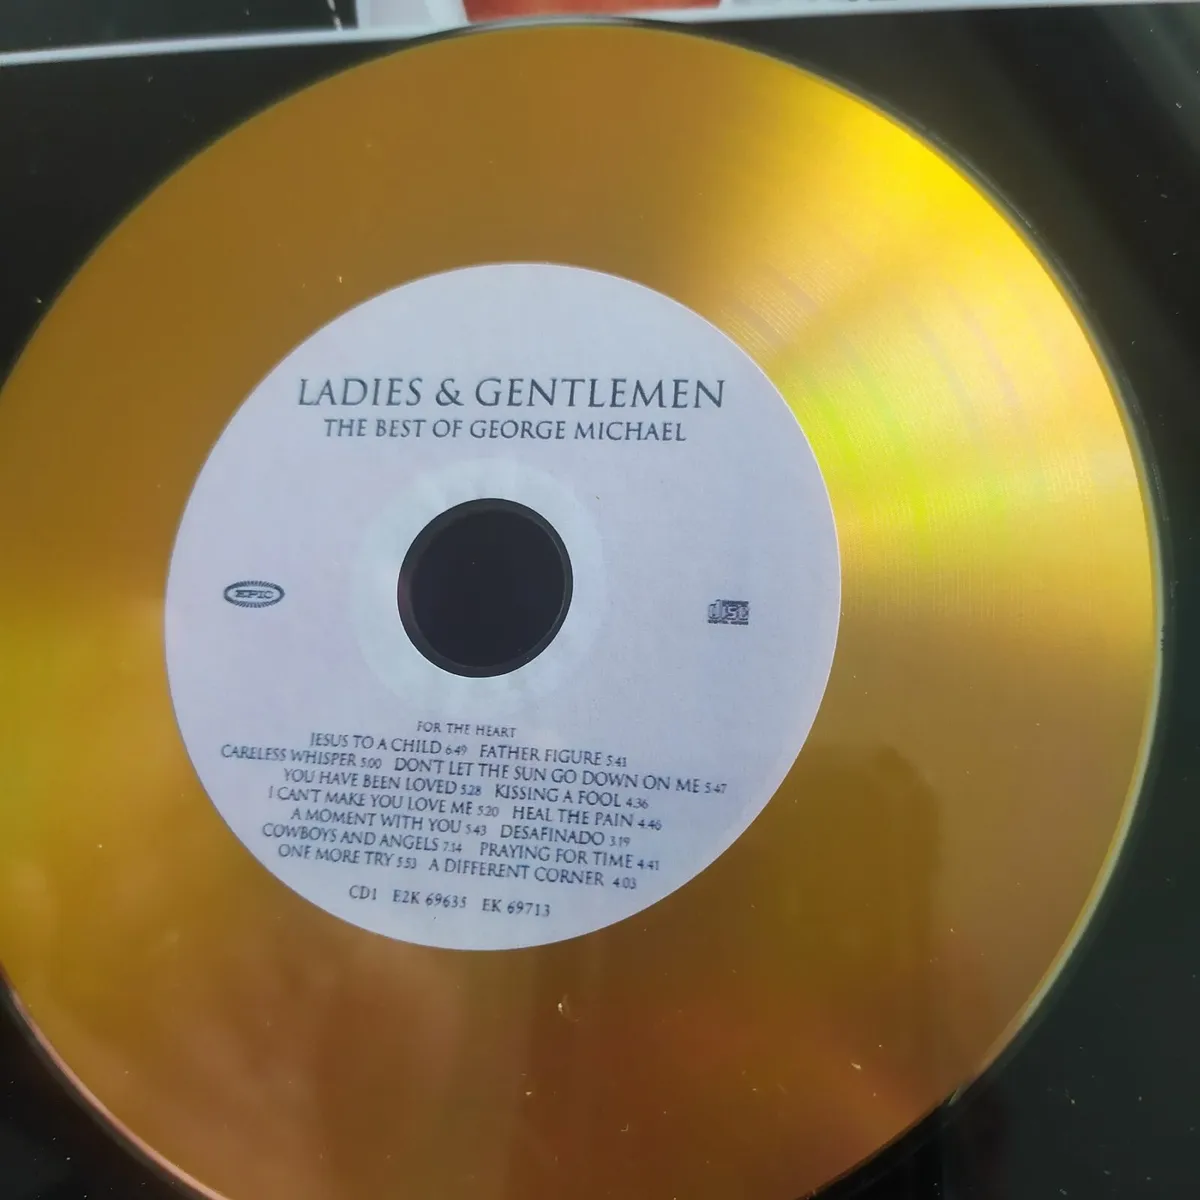 LADIES & GENTLEMEN
THE BEST OF GEORGE MICHAEL
EPIC
disc
FOR THE HEART
JESUS TO A CHILD 6:49 FATHER FIGURE 5:41
CARELESS WHISPER 5:00 DON'T LET THE SUN GO DOWN ON ME 5:47
YOU HAVE BEEN LOVED 5:28 KISSING A FOOL 4:36
I CAN'T MAKE YOU LOVE ME 5:20 HEAL THE PAIN 4:46
A MOMENT WITH YOU 5:43 DESAFINADO 3:19
COWBOYS AND ANGELS 7:14 PRAYING FOR TIME 4:41
ONE MORE TRY 5:53 A DIFFERENT CORNER 4:03
CD1 E2K 69635 EK 69713